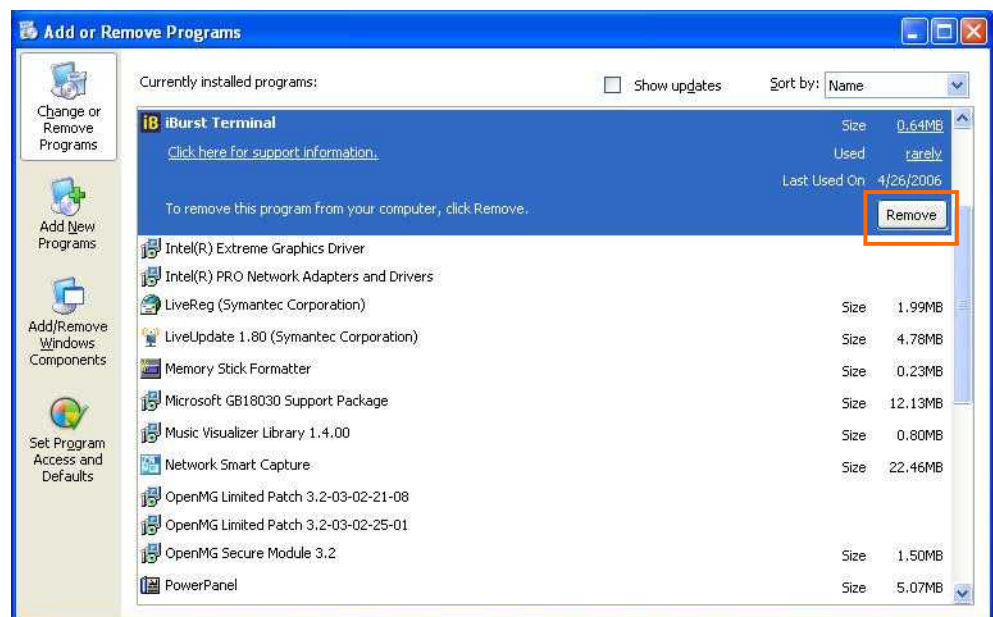 Add or Remove Programs
Change or
Remove
Programs
Add New
Programs
Add/Remove
Windows
Components
Set Program
Access and
Defaults
Currently installed programs:
Show updates
Sort by: Name
iB iBurst Terminal Size 0.64MB
Click here for support information. Used rarely
Last Used On 4/26/2006
To remove this program from your computer, click Remove. Remove
Intel(R) Extreme Graphics Driver
Intel(R) PRO Network Adapters and Drivers
LiveReg (Symantec Corporation) Size 1.99MB
LiveUpdate 1.80 (Symantec Corporation) Size 4.78MB
Memory Stick Formatter Size 0.23MB
Microsoft GB18030 Support Package Size 12.13MB
Music Visualizer Library 1.4.00 Size 0.80MB
Network Smart Capture Size 22.46MB
OpenMG Limited Patch 3.2-03-02-21-08
OpenMG Limited Patch 3.2-03-02-25-01
OpenMG Secure Module 3.2 Size 1.50MB
PowerPanel Size 5.07MB